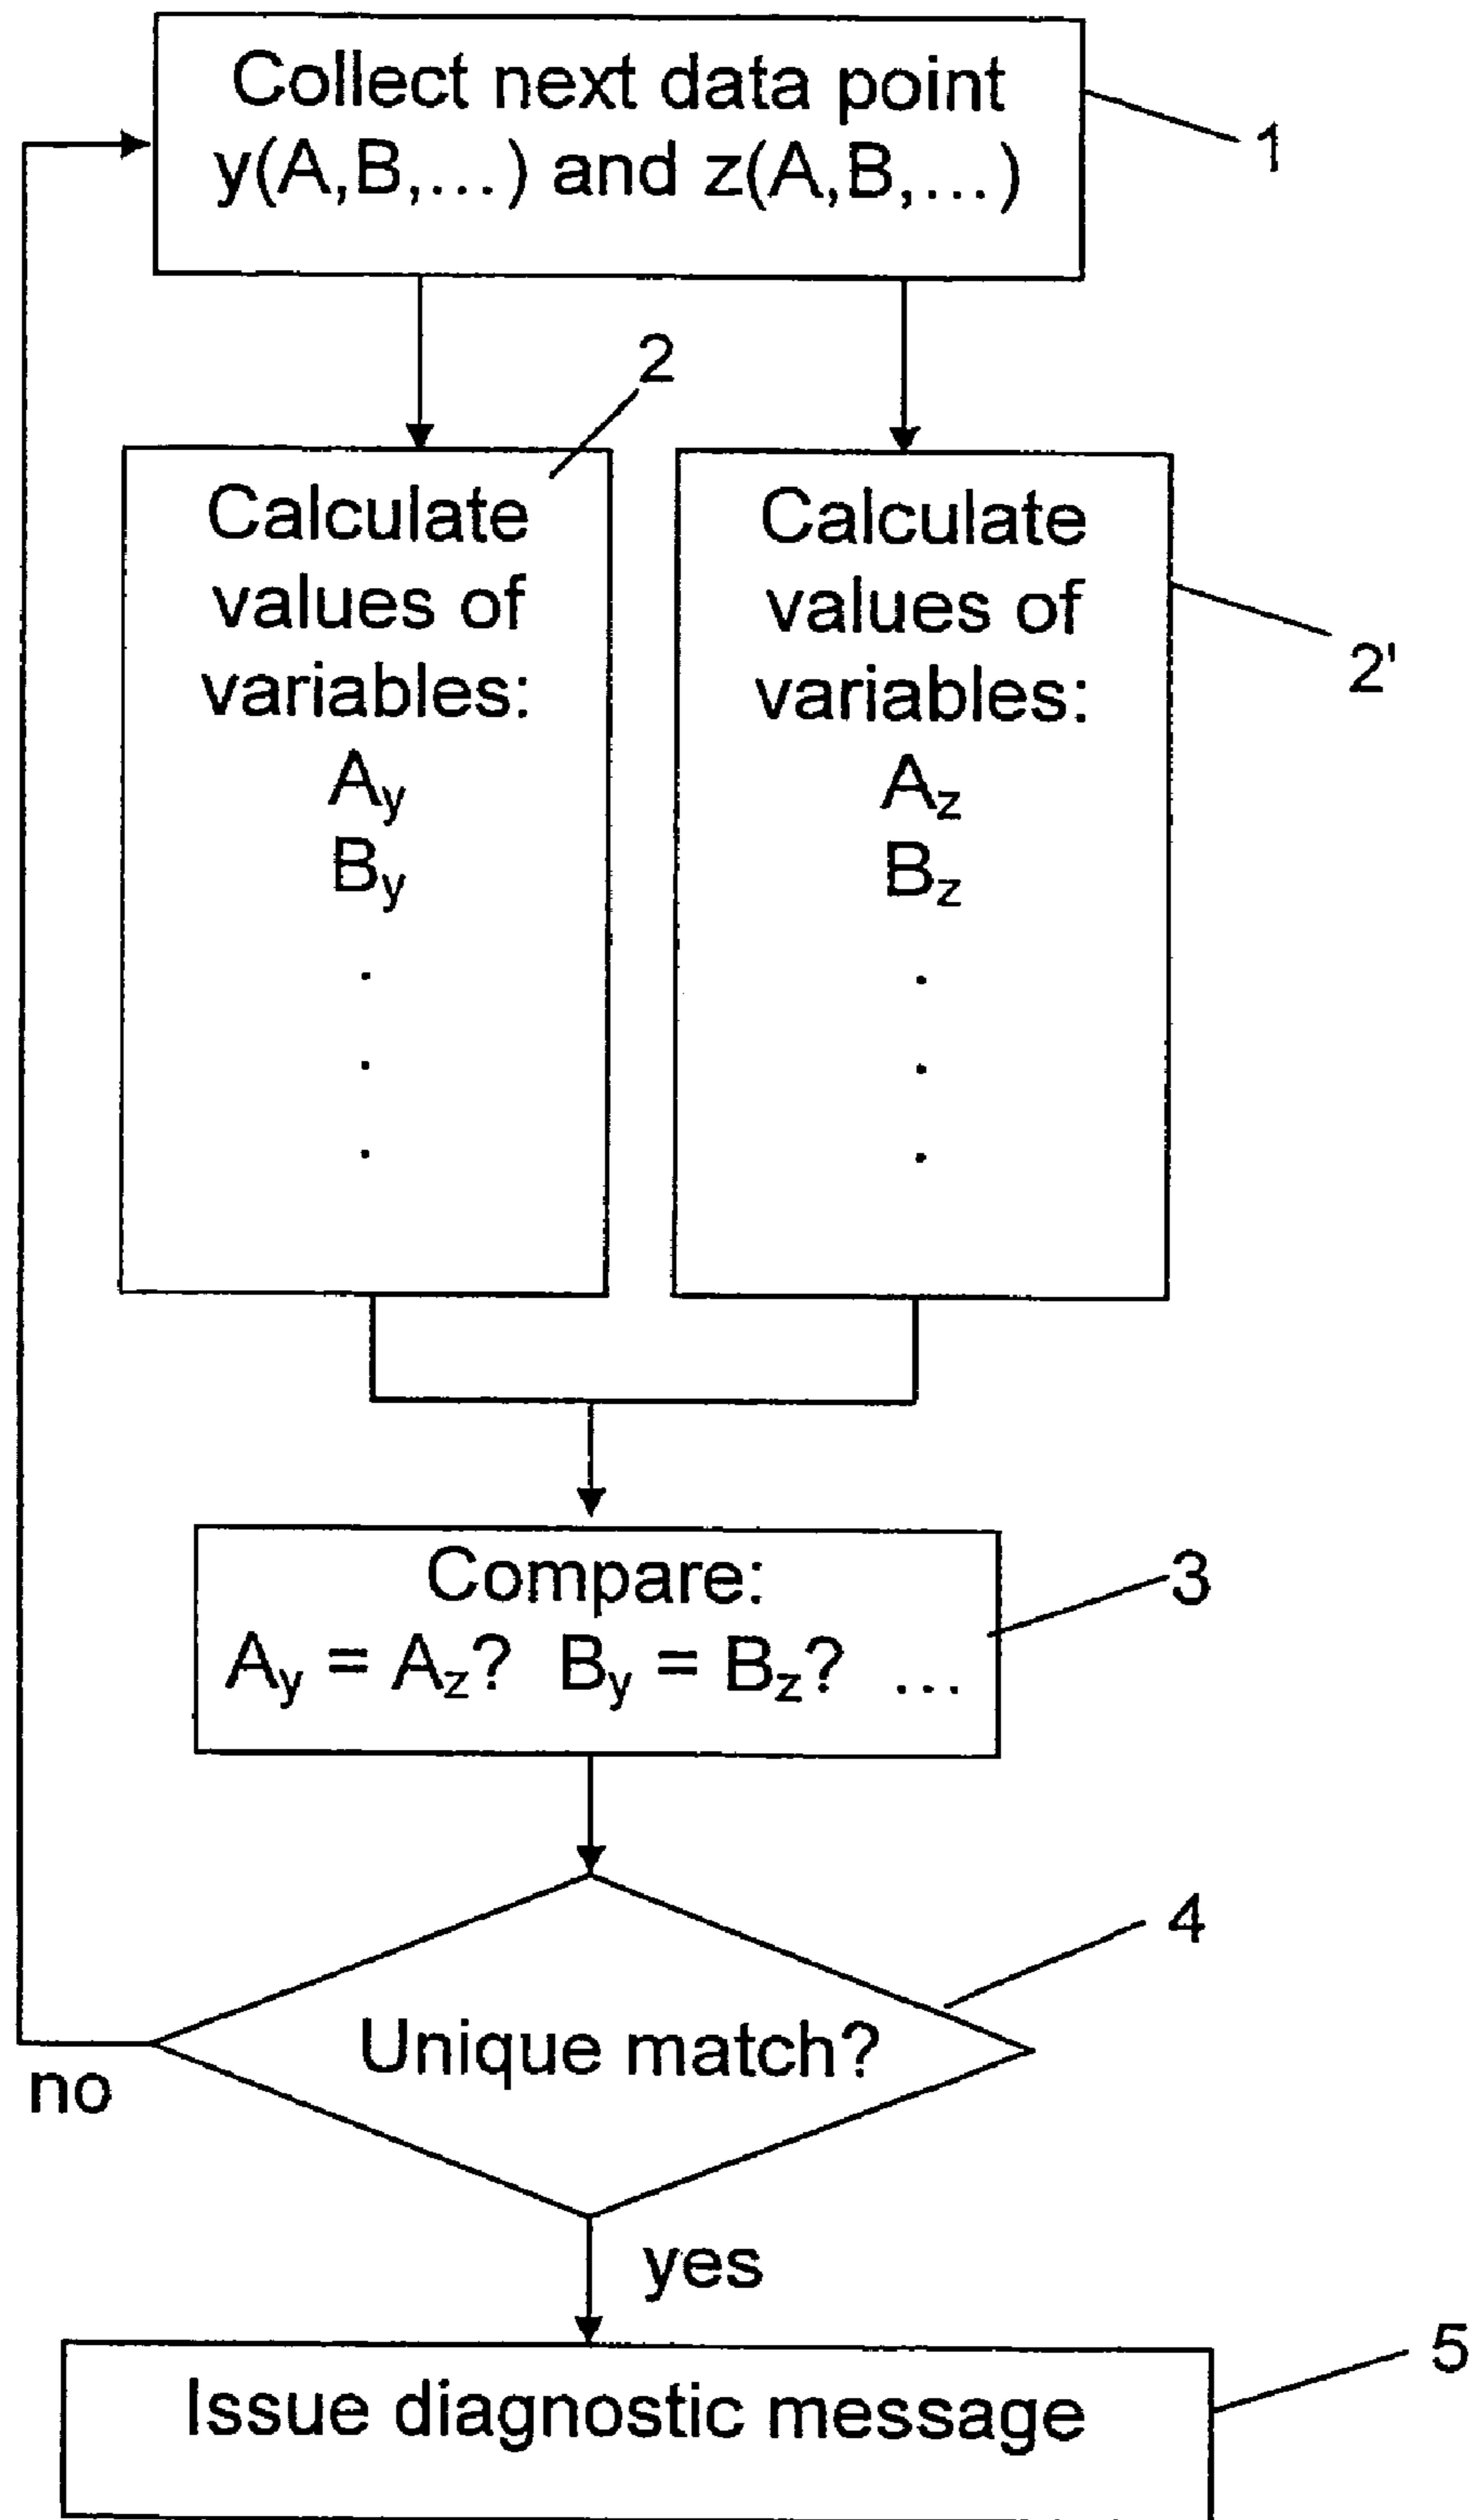 Collect next data point
y(A,B,...) and z(A,B,...)
1
2
Calculate
values of
variables:
Ay
By
.
.
.
Calculate
values of
variables:
Az
Bz
.
.
.
2'
Compare:
Ay = Az? By = Bz? ...
3
4
Unique match?
no
yes
Issue diagnostic message
5